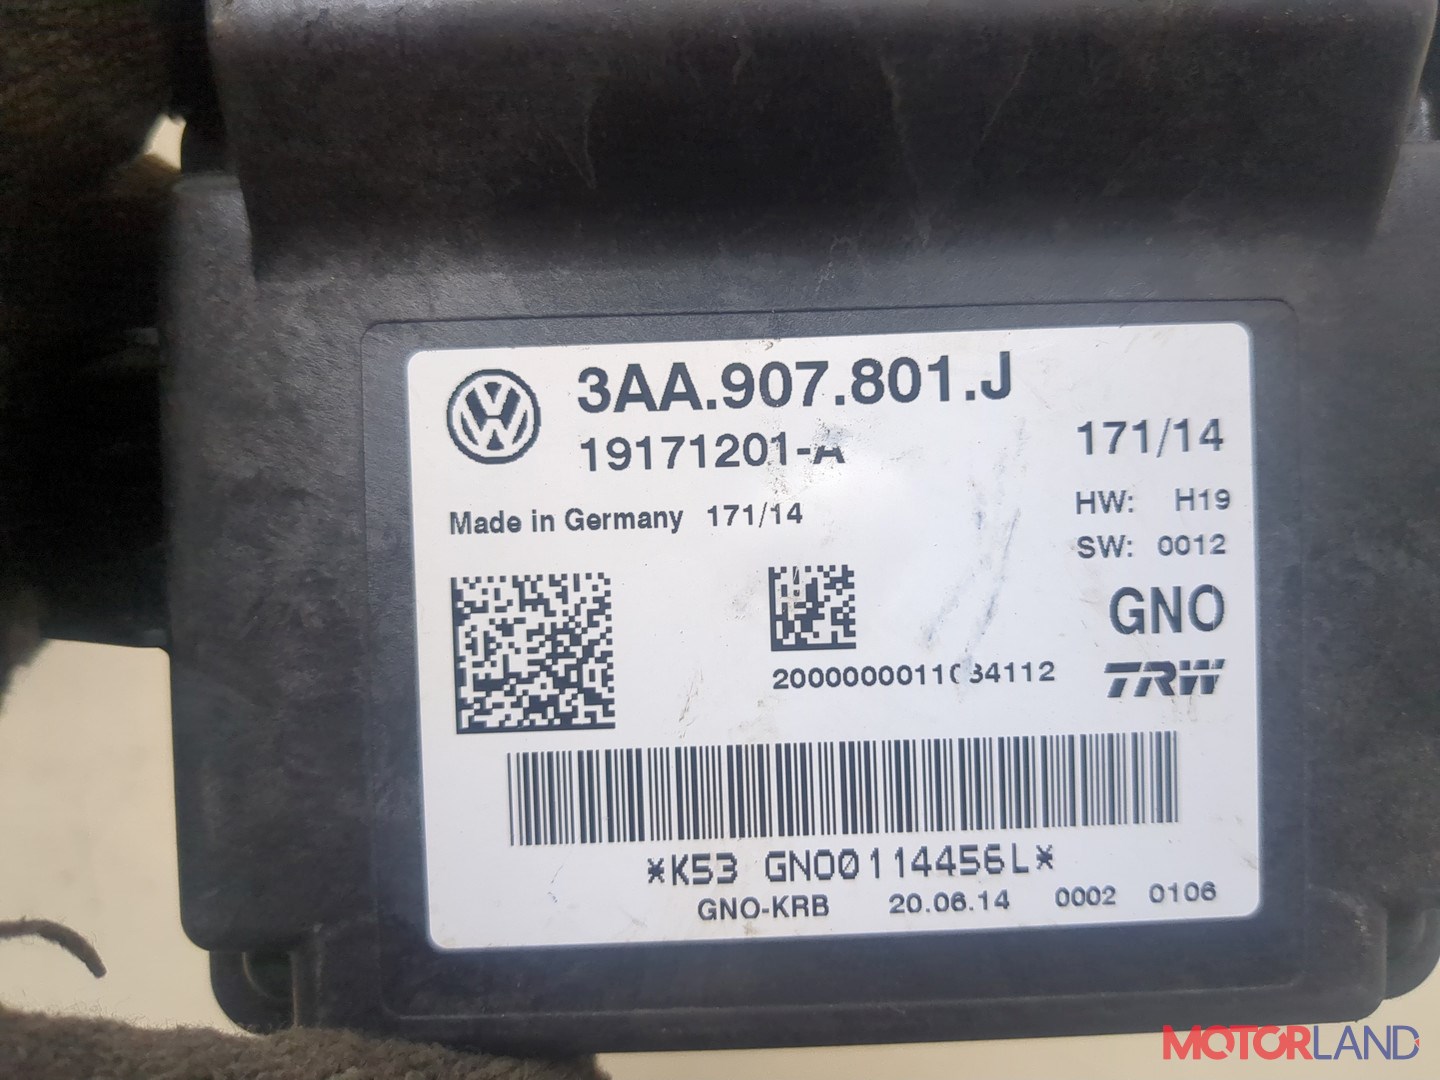 3AA.907.801.J
19171201-A
171/14
Made in Germany 171/14
HW: H19
SW: 0012
GNO
TRW
*K53 GNO0114456L*
GNO-KRB 20.06.14 0002 0106
MOTORLAND